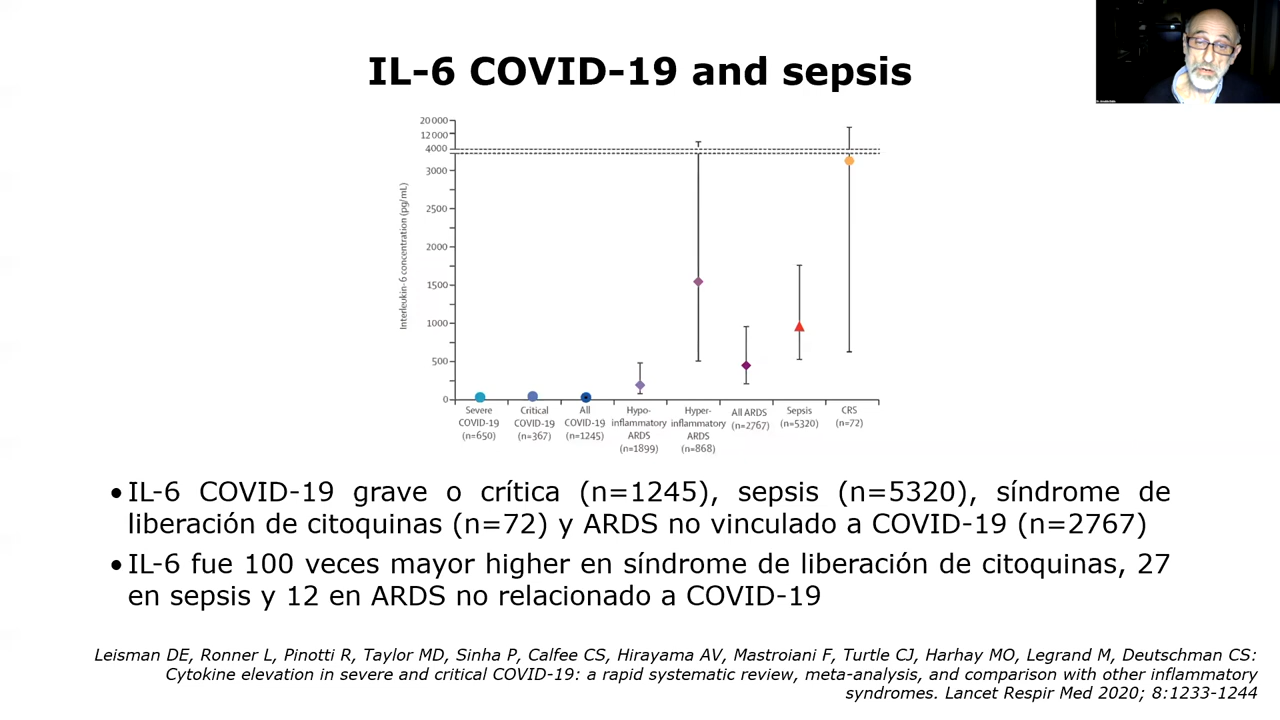 IL-6 COVID-19 and sepsis
20 000
12 000
4000
3000
2500
2000
1500
1000
500
0
Interleukin-6 concentration (pg/mL)
Severe
COVID-19
(n=650)
Critical
COVID-19
(n=367)
All
COVID-19
(n=1245)
Hypo-
inflammatory
ARDS
(n=1899)
Hyper-
inflammatory
ARDS
(n=868)
All ARDS
(n=2767)
Sepsis
(n=5320)
CRS
(n=72)
•IL-6 COVID-19 grave o crítica (n=1245), sepsis (n=5320), síndrome de
liberación de citoquinas (n=72) y ARDS no vinculado a COVID-19 (n=2767)
•IL-6 fue 100 veces mayor higher en síndrome de liberación de citoquinas, 27
en sepsis y 12 en ARDS no relacionado a COVID-19
Leisman DE, Ronner L, Pinotti R, Taylor MD, Sinha P, Calfee CS, Hirayama AV, Mastroiani F, Turtle CJ, Harhay MO, Legrand M, Deutschman CS:
Cytokine elevation in severe and critical COVID-19: a rapid systematic review, meta-analysis, and comparison with other inflammatory
syndromes. Lancet Respir Med 2020; 8:1233-1244